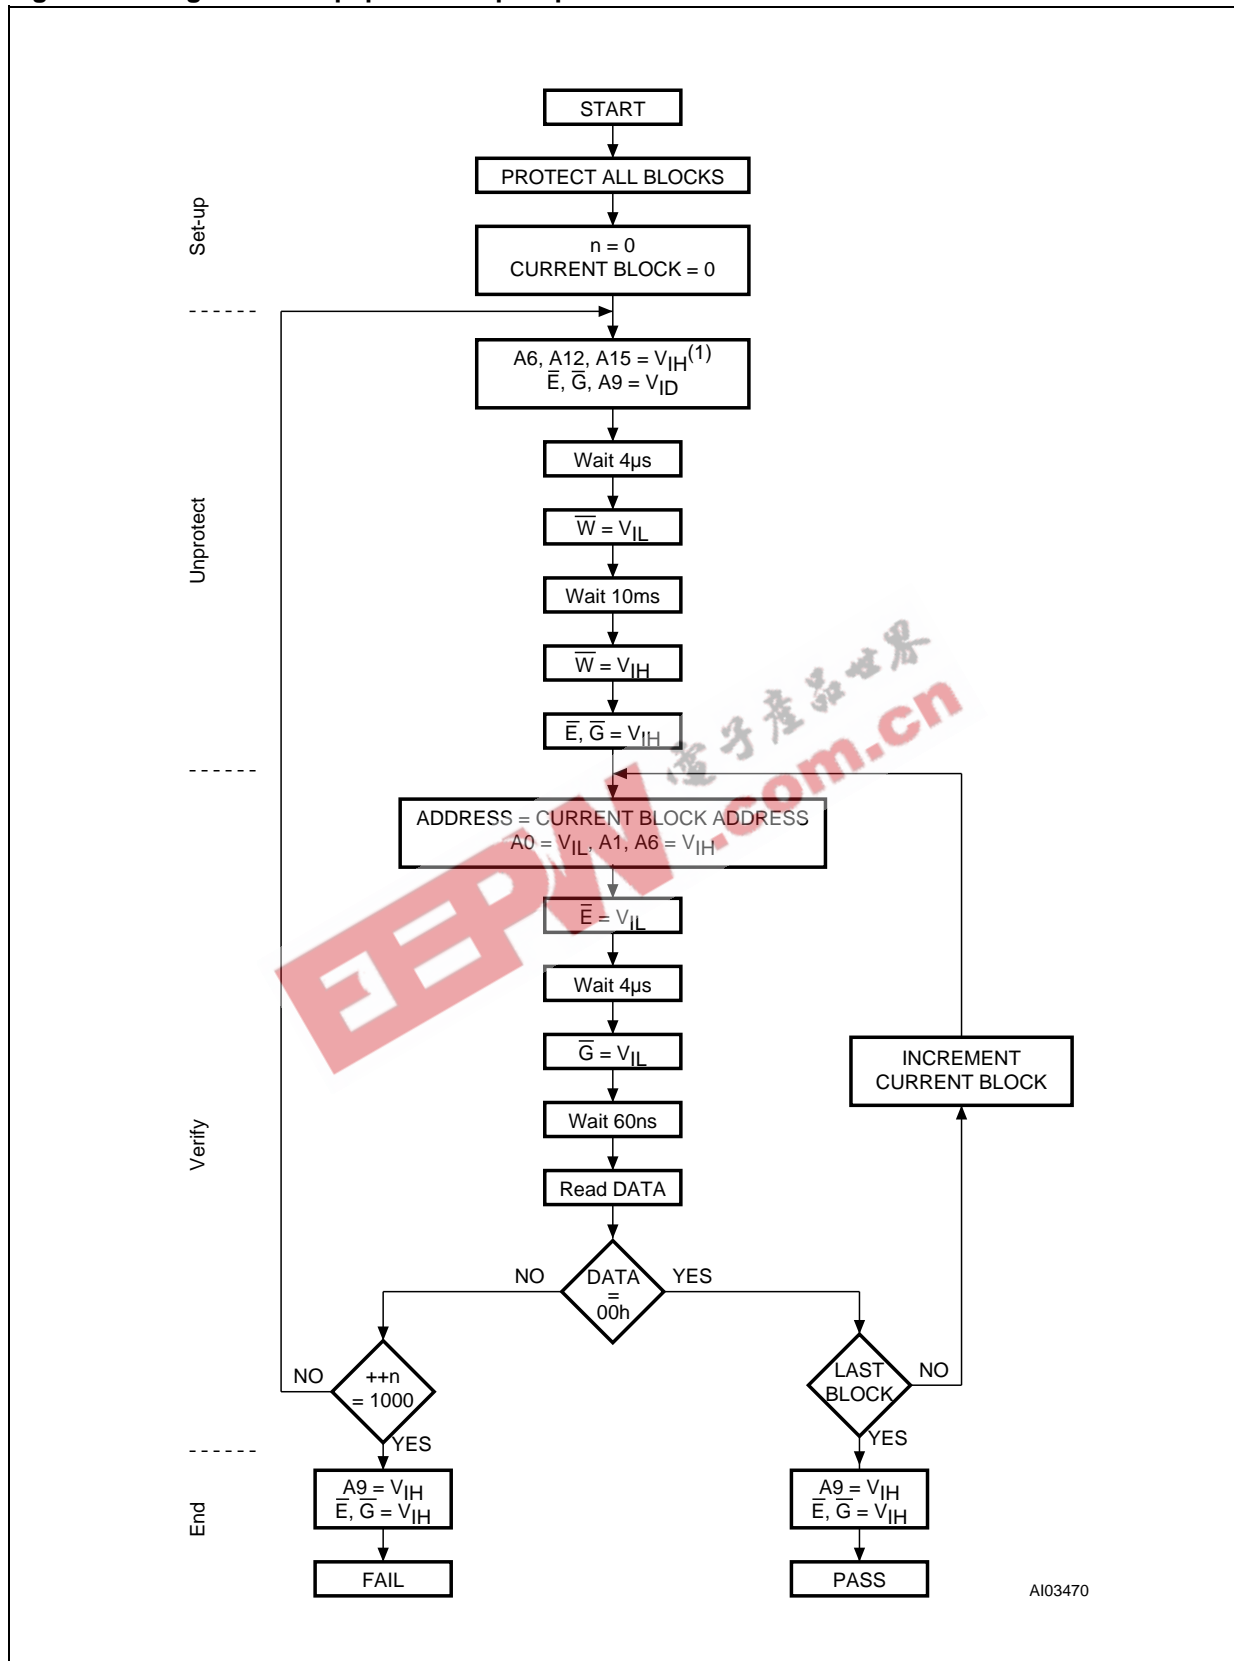 START
PROTECT ALL BLOCKS
Set-up
n = 0
CURRENT BLOCK = 0
A6, A12, A15 = VIH(1)
E̅, G̅, A9 = VID
Unprotect
Wait 4µs
W̅ = VIL
Wait 10ms
W̅ = VIH
E̅, G̅ = VIH
電子產品世界
EEPW.com.cn
ADDRESS = CURRENT BLOCK ADDRESS
A0 = VIL, A1, A6 = VIH
E̅ = VIL
Wait 4µs
G̅ = VIL
INCREMENT
CURRENT BLOCK
Verify
Wait 60ns
Read DATA
NO
DATA
=
00h
YES
NO
++n
= 1000
YES
LAST
BLOCK
NO
YES
End
A9 = VIH
E̅, G̅ = VIH
FAIL
A9 = VIH
E̅, G̅ = VIH
PASS
AI03470